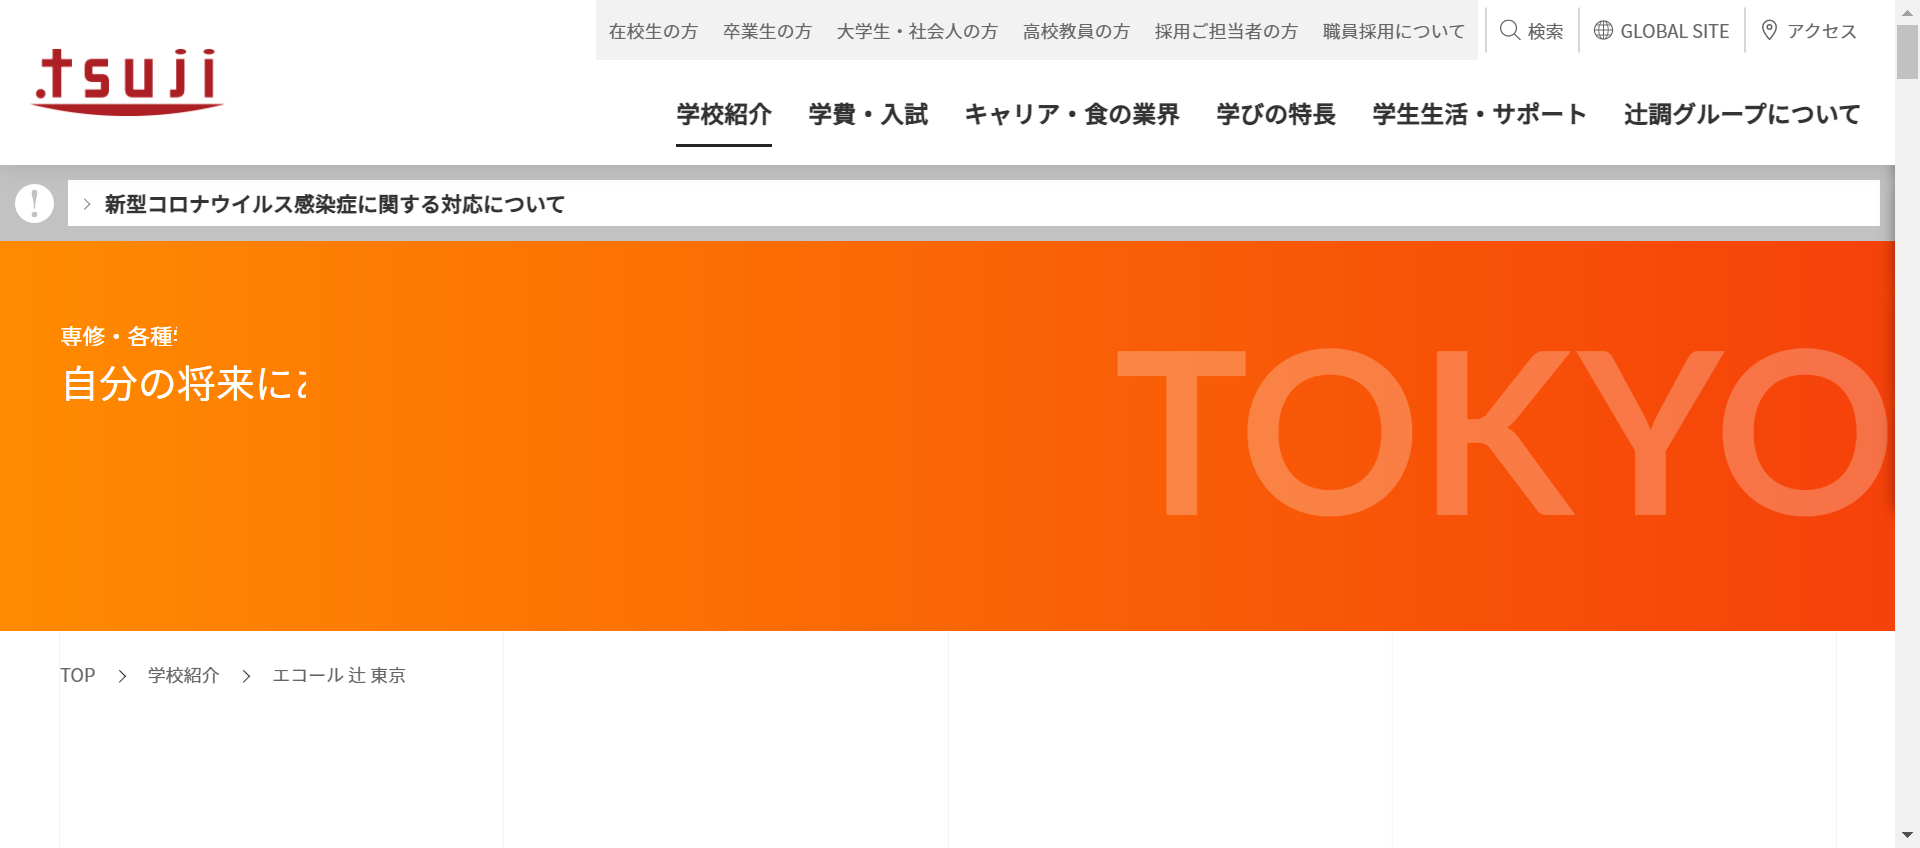 在校生の方 卒業生の方 大学生・社会人の方 高校教員の方 採用ご担当者の方 職員採用について 検索 GLOBAL SITE アクセス
.tsuji
学校紹介 学費・入試 キャリア・食の業界 学びの特長 学生生活・サポート 辻調グループについて
新型コロナウイルス感染症に関する対応について
専修・各種
自分の将来に
TOKYO
TOP 学校紹介 エコール 辻 東京